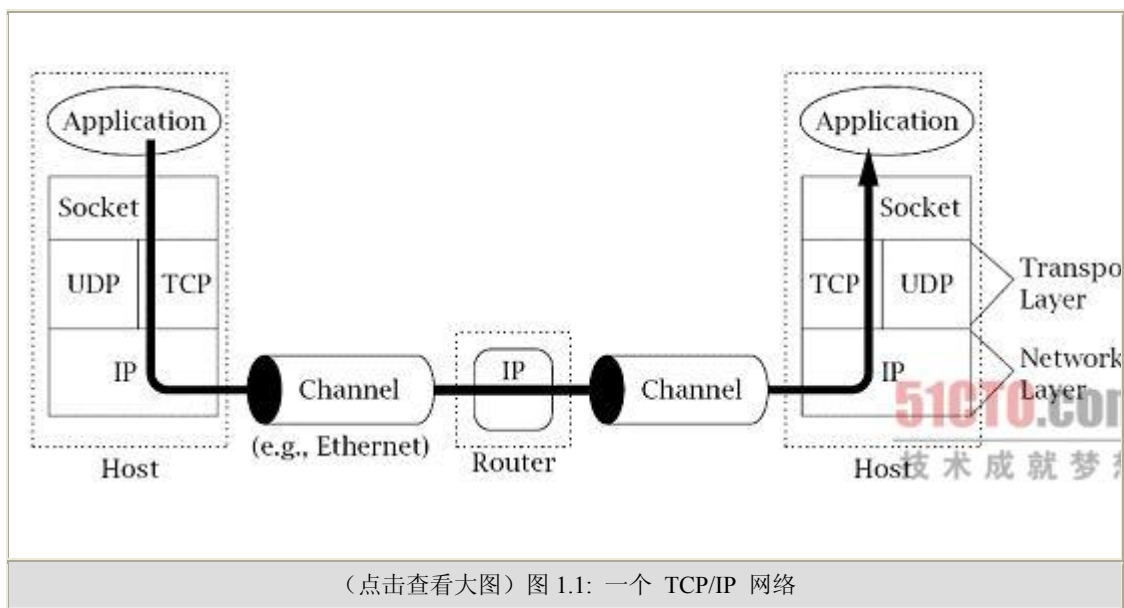 Application
Socket
UDP
TCP
IP
Host
Channel
(e.g., Ethernet)
IP
Router
Channel
Application
Socket
TCP
UDP
IP
Host
Transpo
Layer
Network
Layer
51CTO.com
技术成就梦
（点击查看大图）图 1.1: 一个 TCP/IP 网络